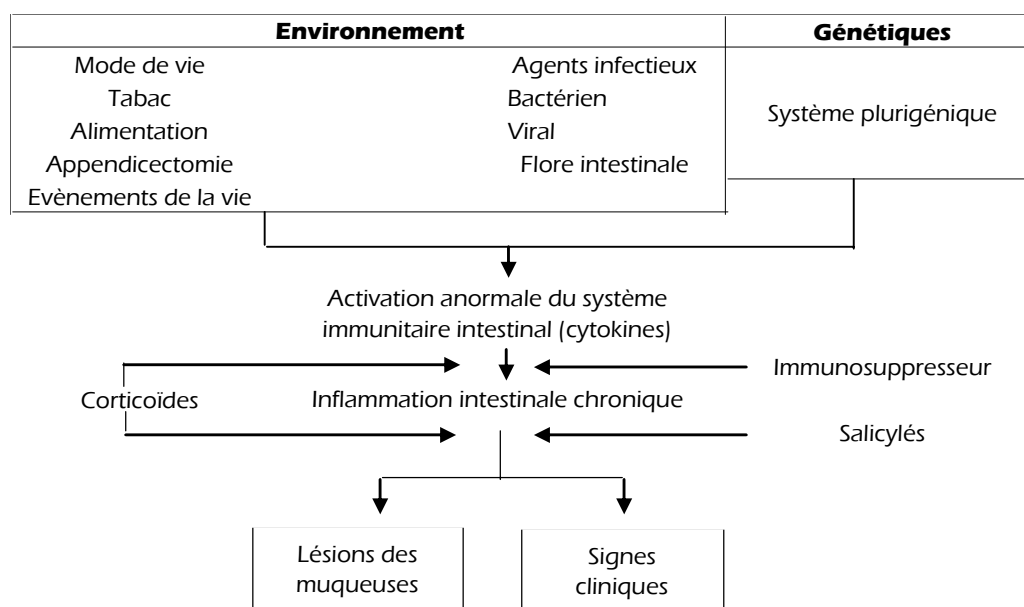 Environnement
Génétiques
Mode de vie
Agents infectieux
Tabac
Bactérien
Alimentation
Viral
Appendicectomie
Flore intestinale
Evènements de la vie
Système plurigénique
Activation anormale du système
immunitaire intestinal (cytokines)
Immunosuppresseur
Corticoïdes
Inflammation intestinale chronique
Salicylés
Lésions des
muqueuses
Signes
cliniques